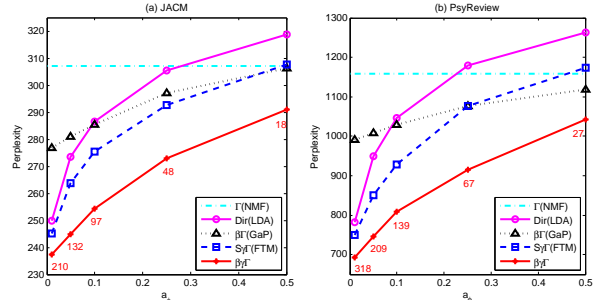 (a) JACM
Perplexity
320
310
300
290
280
270
260
250
240
230
210
132
97
48
18
Γ(NMF)
Dir(LDA)
βΓ(GaP)
SγΓ(FTM)
βγΓ
0
0.1
0.2
0.3
0.4
0.5
(b) PsyReview
Perplexity
1300
1200
1100
1000
900
800
700
318
209
139
67
27
Γ(NMF)
Dir(LDA)
βΓ(GaP)
SγΓ(FTM)
βγΓ
0
0.1
0.2
0.3
0.4
0.5